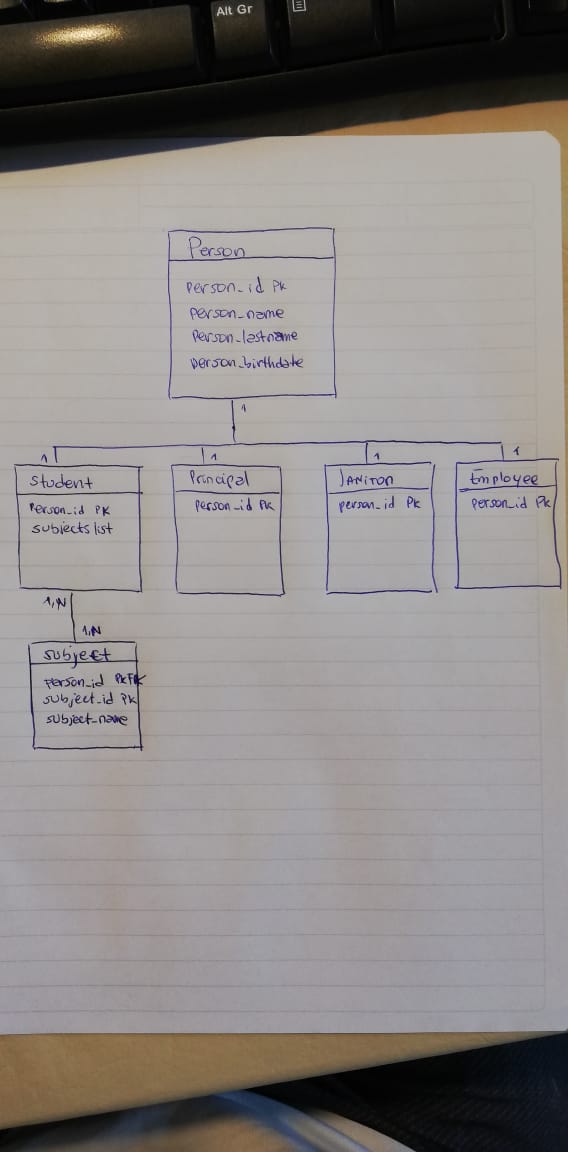 Alt Gr
Person
person_id Pk
person_name
Person_lastname
person_birthdate
1
1
1
1
1
Student
Person_id PK
subjects list
Principal
person_id Pk
JANITOR
person_id PK
Employee
person_id Pk
1,N
1,N
subject
person_id PKFK
subject_id PK
subject_name